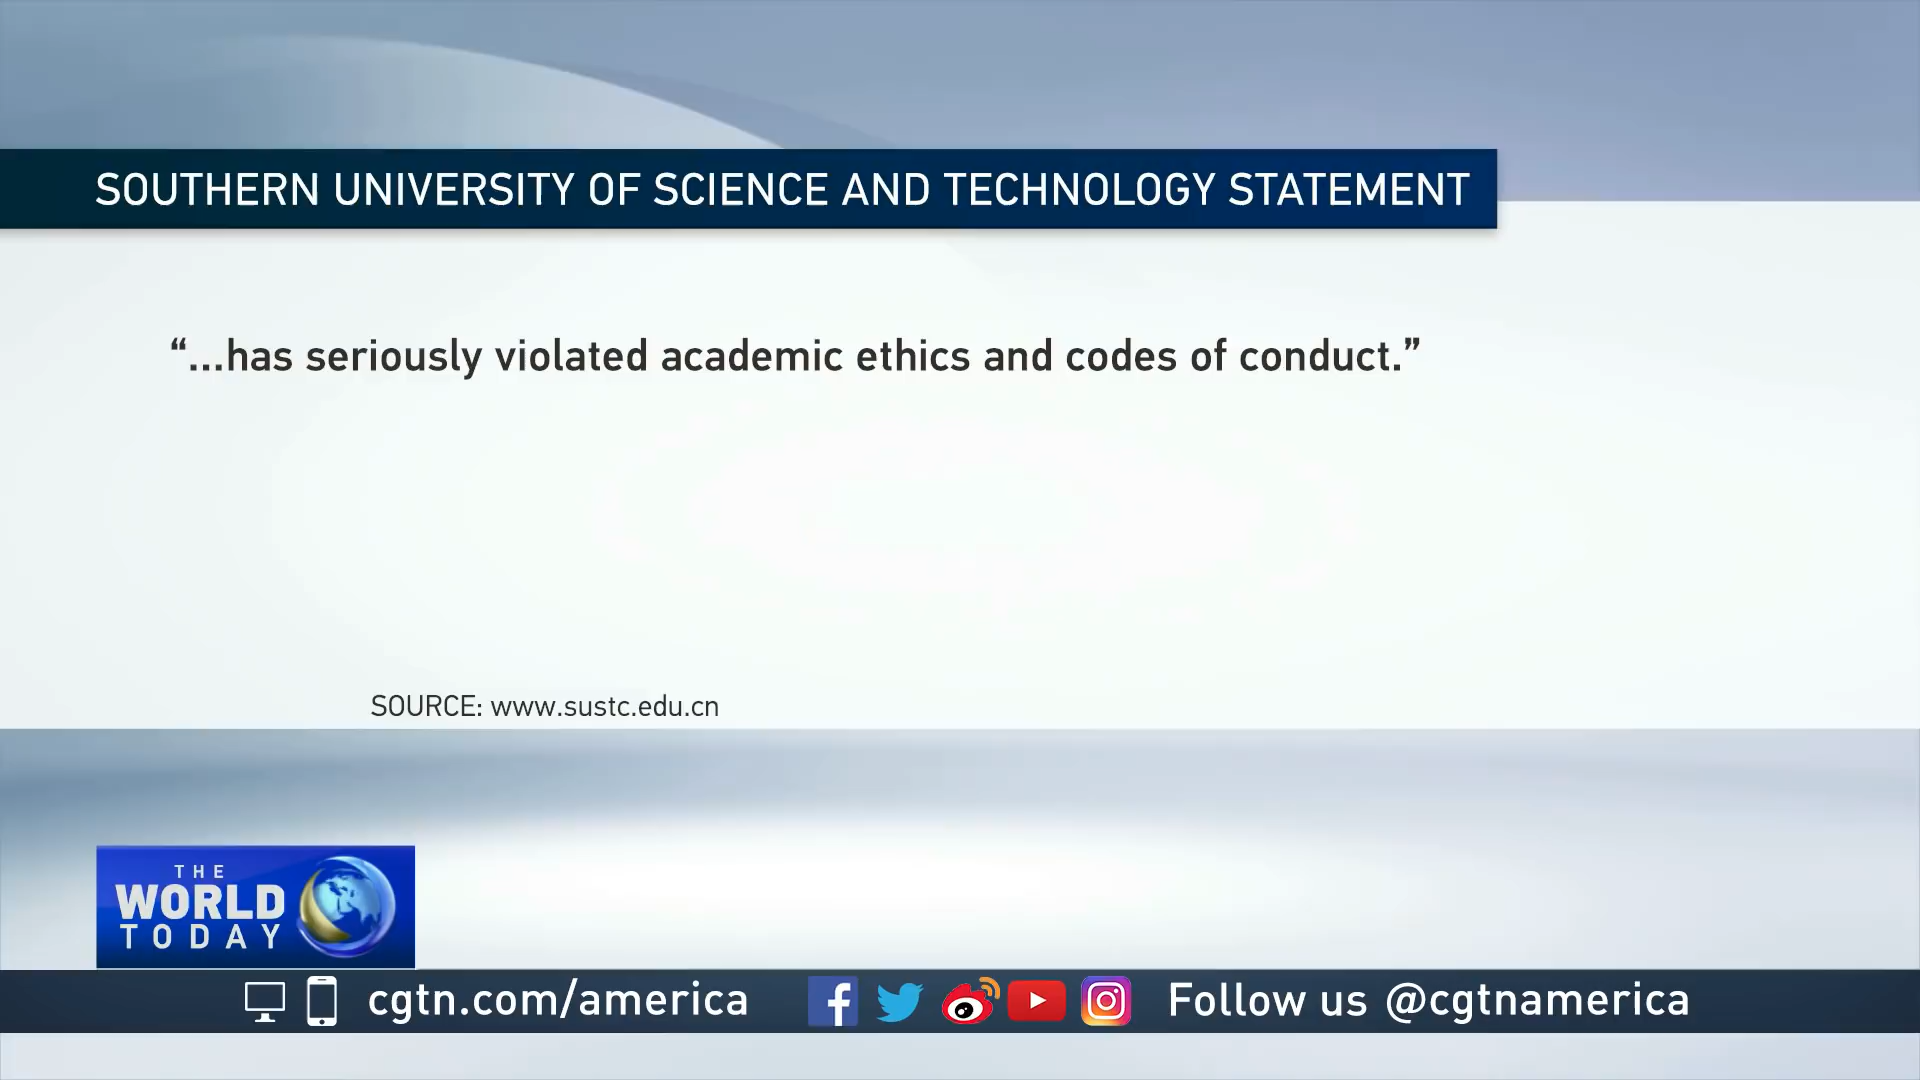 SOUTHERN UNIVERSITY OF SCIENCE AND TECHNOLOGY STATEMENT
“...has seriously violated academic ethics and codes of conduct.”
SOURCE: www.sustc.edu.cn
THE
WORLD
TODAY
cgtn.com/america
Follow us @cgtnamerica